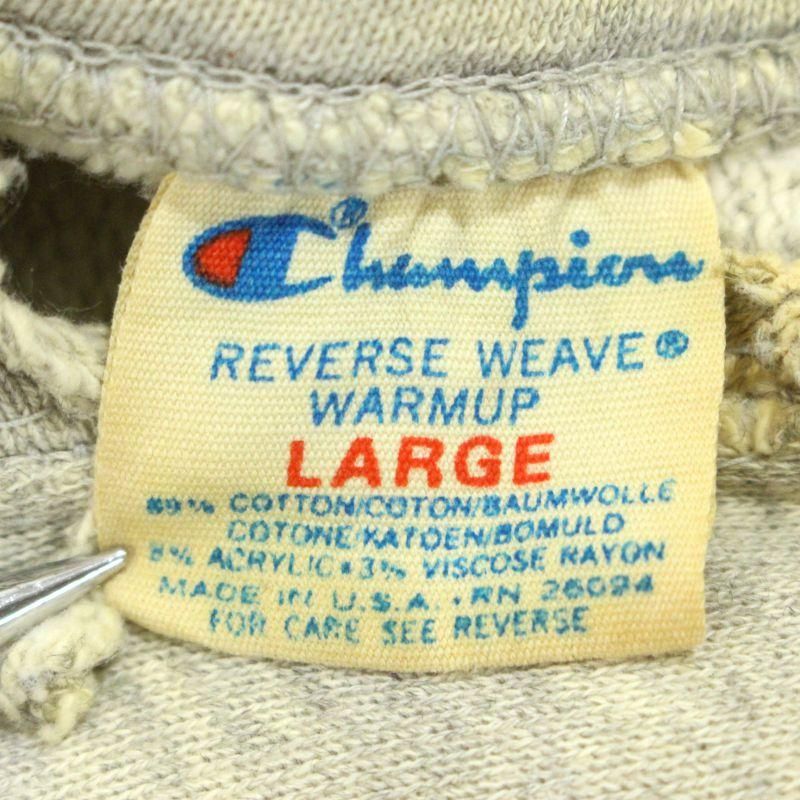 Champion®
REVERSE WEAVE®
WARMUP
LARGE
89% COTTON/COTON/BAUMWOLLE
COTONE/KATOEN/BOMULD
8% ACRYLIC • 3% VISCOSE RAYON
MADE IN U.S.A. • RN 26094
FOR CARE SEE REVERSE